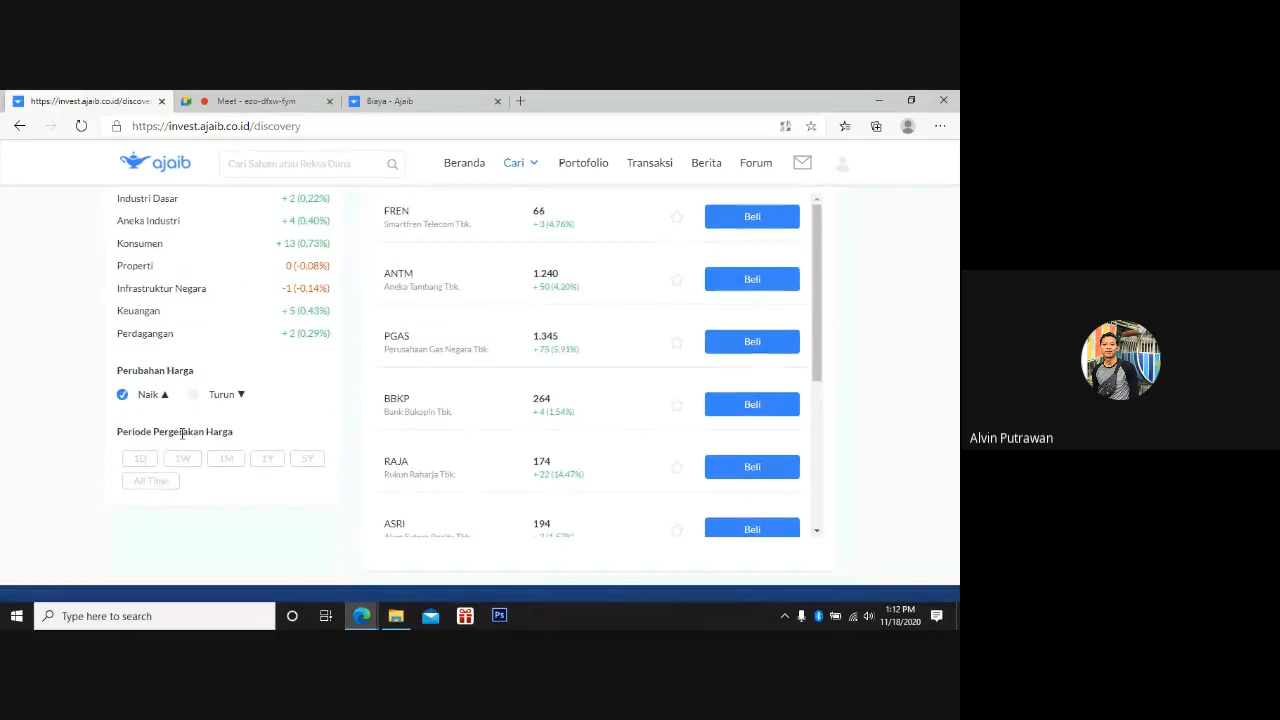 https://invest.ajaib.co.id/discove
Meet - ezo-dfxw-fym
Biaya - Ajaib
https://invest.ajaib.co.id/discovery
ajaib
Cari Saham atau Reksa Dana
Beranda
Cari
Portofolio
Transaksi
Berita
Forum
Industri Dasar + 2 (0,22%)
Aneka Industri + 4 (0,40%)
Konsumen + 13 (0,73%)
Properti 0 (-0,08%)
Infrastruktur Negara -1 (-0,14%)
Keuangan + 5 (0,43%)
Perdagangan + 2 (0,29%)
Perubahan Harga
Naik ▲ Turun ▼
Periode Pergerakan Harga
1D 1W 1M 1Y 5Y
All Time
FREN 66
Smartfren Telecom Tbk. + 3 (4,76%)
Beli
ANTM 1.240
Aneka Tambang Tbk. + 50 (4,20%)
Beli
PGAS 1.345
Perusahaan Gas Negara Tbk. + 75 (5,91%)
Beli
BBKP 264
Bank Bukopin Tbk. + 4 (1,54%)
Beli
RAJA 174
Rukun Raharja Tbk. + 22 (14,47%)
Beli
ASRI 194
Beli
Type here to search
Ps
1:12 PM
11/18/2020
Alvin Putrawan